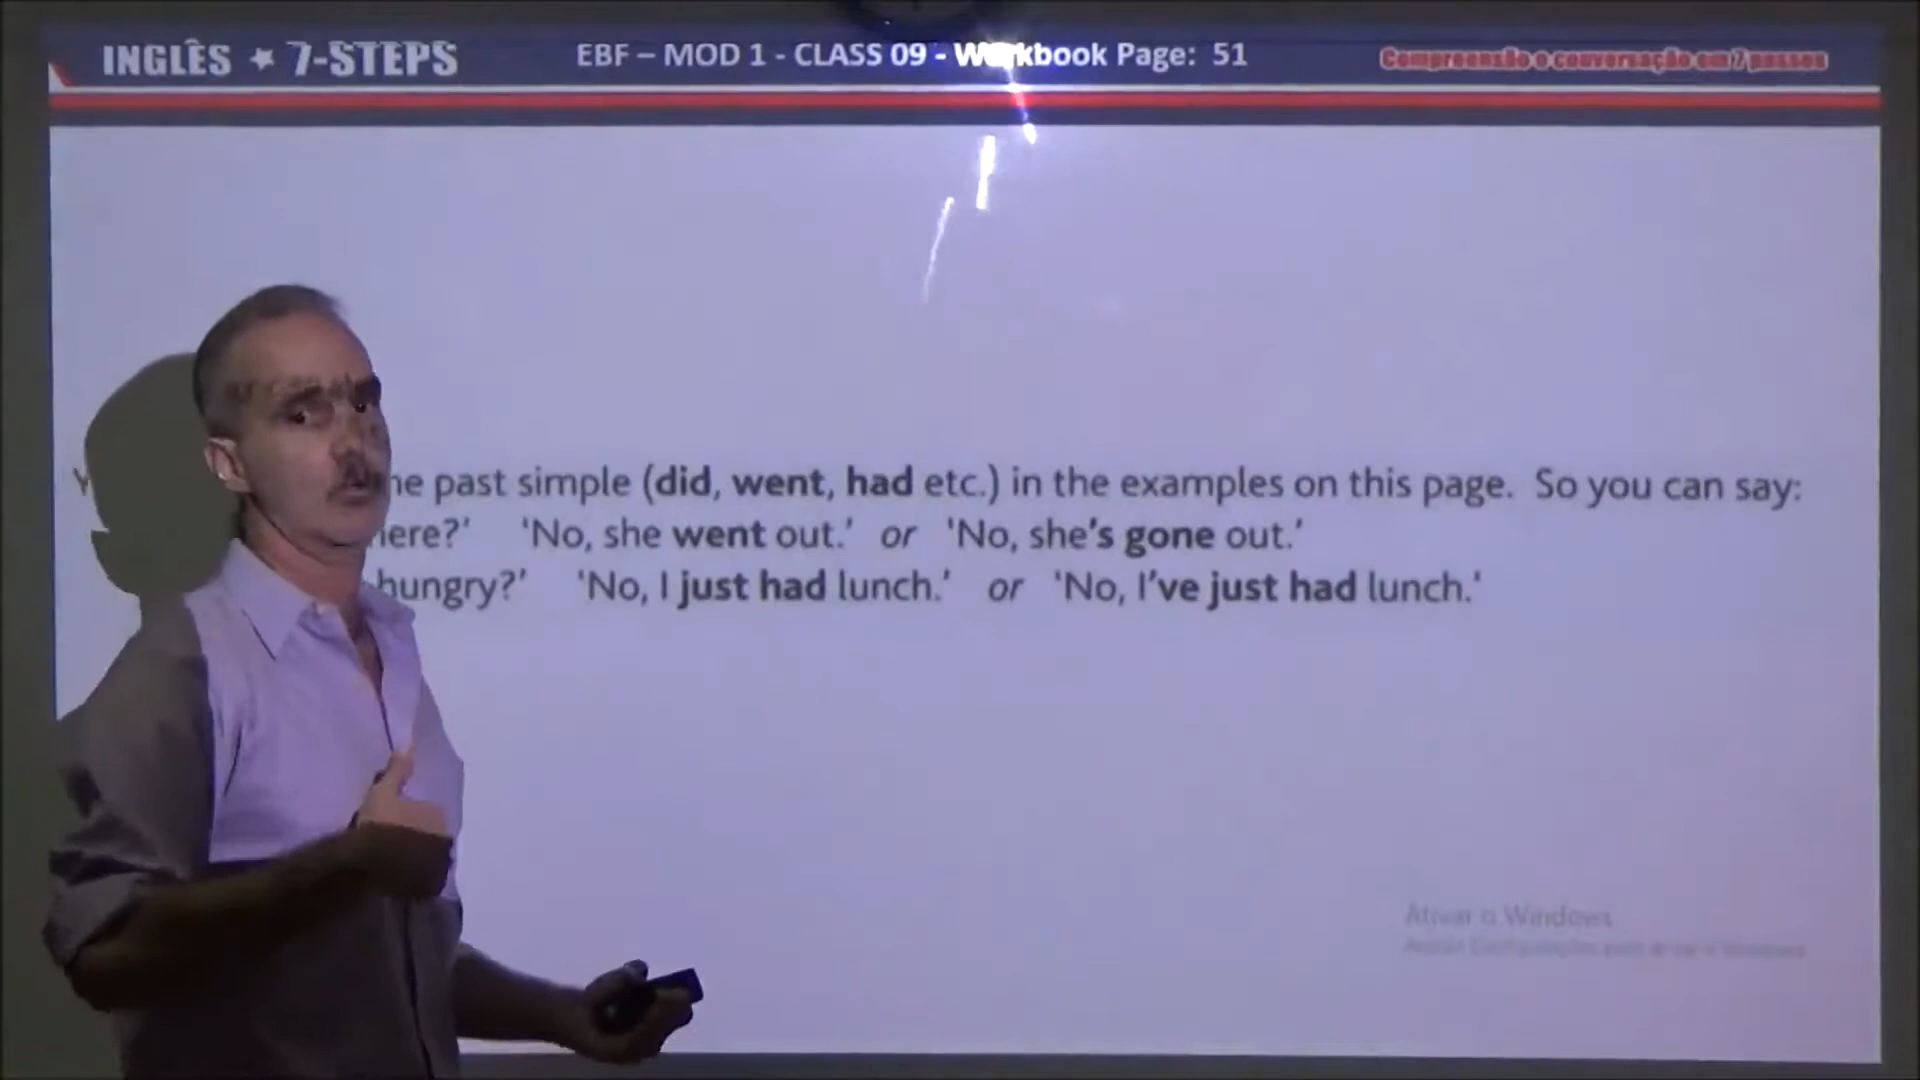 INGLÊS ★ 7-STEPS
EBF – MOD 1 - CLASS 09 - Workbook Page: 51
Compreensão e conversação em 7 passos
past simple (did, went, had etc.) in the examples on this page. So you can say:
'No, she went out.' or 'No, she's gone out.'
hungry?' 'No, I just had lunch.' or 'No, I've just had lunch.'
Ativar o Windows